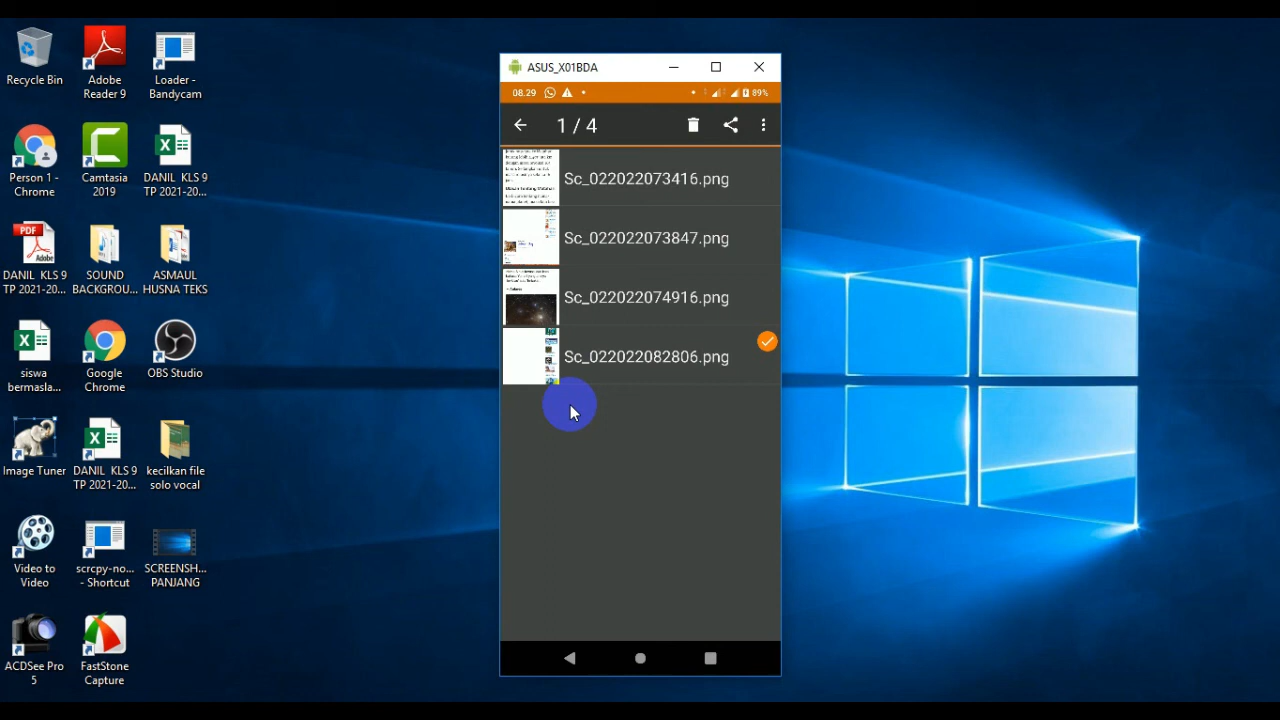 Recycle Bin
Adobe
Reader 9
Loader -
Bandycam
Person 1 -
Chrome
Camtasia
2019
DANIL KLS 9
TP 2021-20...
PDF
Adobe
DANIL KLS 9
TP 2021-20...
SOUND
BACKGROU...
ASMAUL
HUSNA TEKS
siswa
bermasla...
Google
Chrome
OBS Studio
Image Tuner
DANIL KLS 9
TP 2021-20...
kecilkan file
solo vocal
Video to
Video
scrcpy-no...
- Shortcut
SCREENSH...
PANJANG
ACDSee Pro
5
FastStone
Capture
ASUS_X01BDA
08.29
89%
1 / 4
Sc_022022073416.png
Sc_022022073847.png
Sc_022022074916.png
Sc_022022082806.png